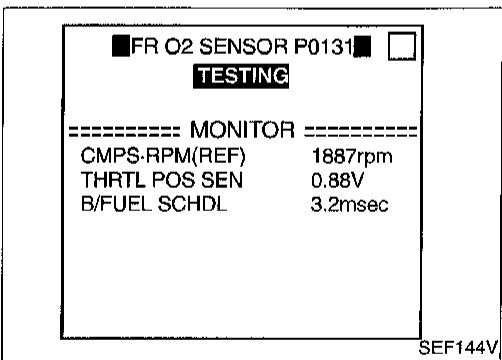 FR O2 SENSOR P0131
TESTING
========== MONITOR ==========
CMPS·RPM(REF) 1887rpm
THRTL POS SEN 0.88V
B/FUEL SCHDL 3.2msec
SEF144V